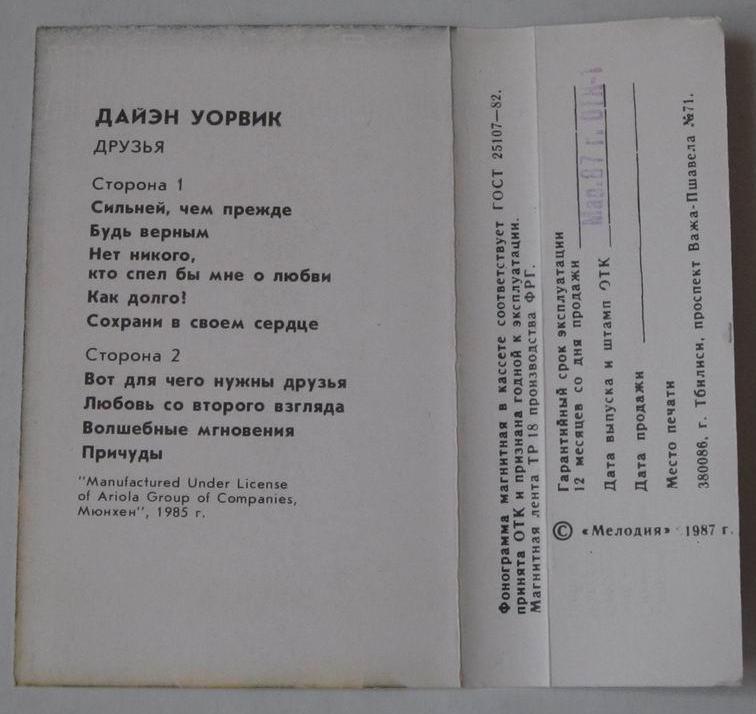 ДАЙЭН УОРВИК
ДРУЗЬЯ
Сторона 1
Сильней, чем прежде
Будь верным
Нет никого,
кто спел бы мне о любви
Как долго!
Сохрани в своем сердце
Сторона 2
Вот для чего нужны друзья
Любовь со второго взгляда
Волшебные мгновения
Причуды
"Manufactured Under License
of Ariola Group of Companies,
Мюнхен", 1985 г.
Фонограмма магнитная в кассете соответствует ГОСТ 25107—82.
принята ОТК и признана годной к эксплуатации.
Магнитная лента ТР 18 производства ФРГ.
Гарантийный срок эксплуатации
12 месяцев со дня продажи
Дата выпуска и штамп ОТК
Дата продажи
Место печати
380086, г. Тбилиси, проспект Важа-Пшавела №71.
© «Мелодия» 1987 г.